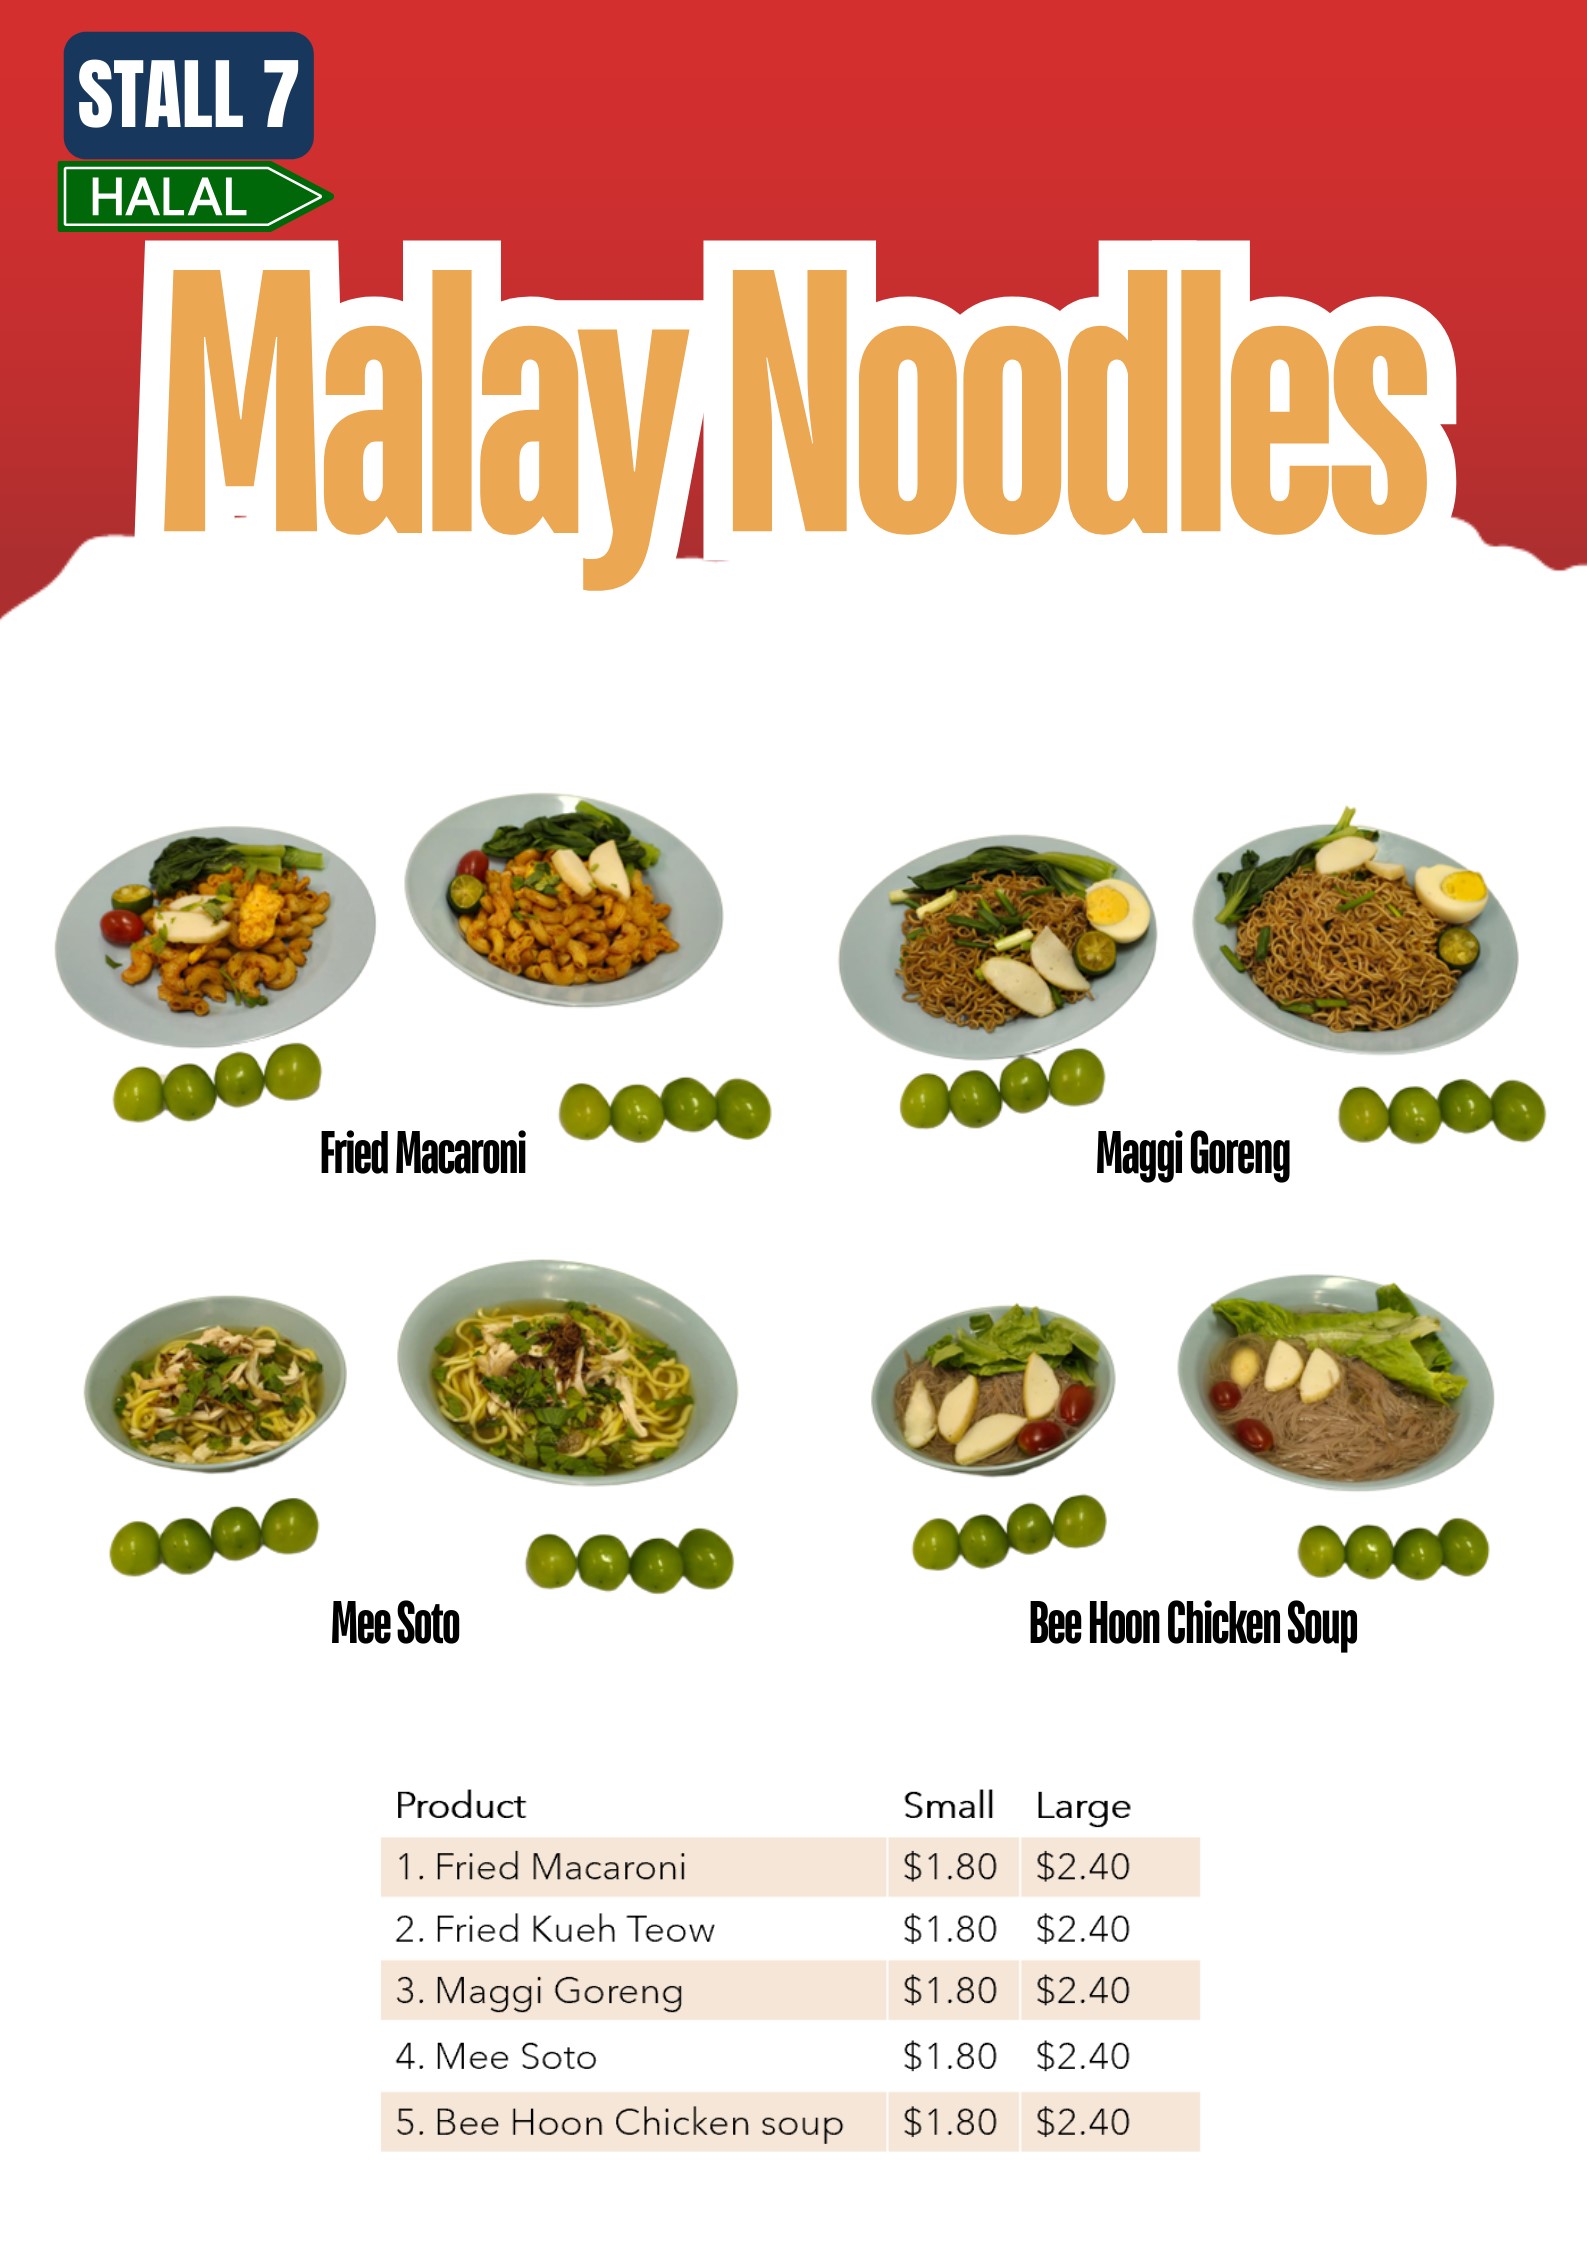 STALL 7
HALAL
Malay Noodles
Fried Macaroni
Maggi Goreng
Mee Soto
Bee Hoon Chicken Soup
Product Small Large
1. Fried Macaroni $1.80 $2.40
2. Fried Kueh Teow $1.80 $2.40
3. Maggi Goreng $1.80 $2.40
4. Mee Soto $1.80 $2.40
5. Bee Hoon Chicken soup $1.80 $2.40